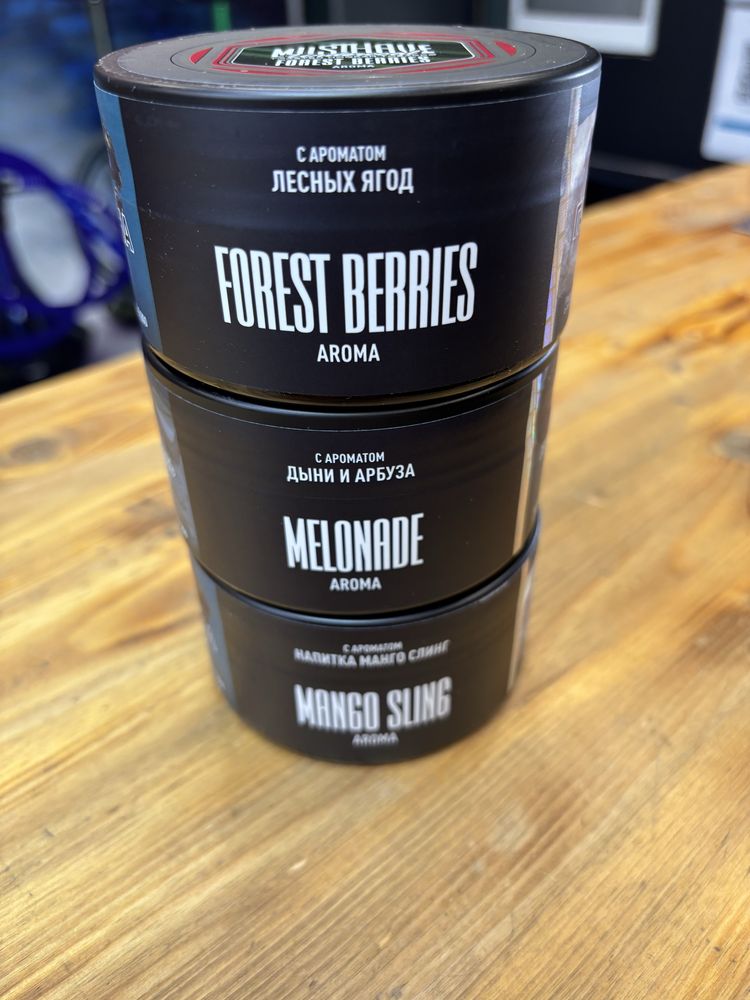 MUSTHAVE
FOREST BERRIES
AROMA
С АРОМАТОМ
ЛЕСНЫХ ЯГОД
FOREST BERRIES
AROMA
С АРОМАТОМ
ДЫНИ И АРБУЗА
MELONADE
AROMA
С АРОМАТОМ
НАПИТКА МАНГО СЛИНГ
MANGO SLING
AROMA